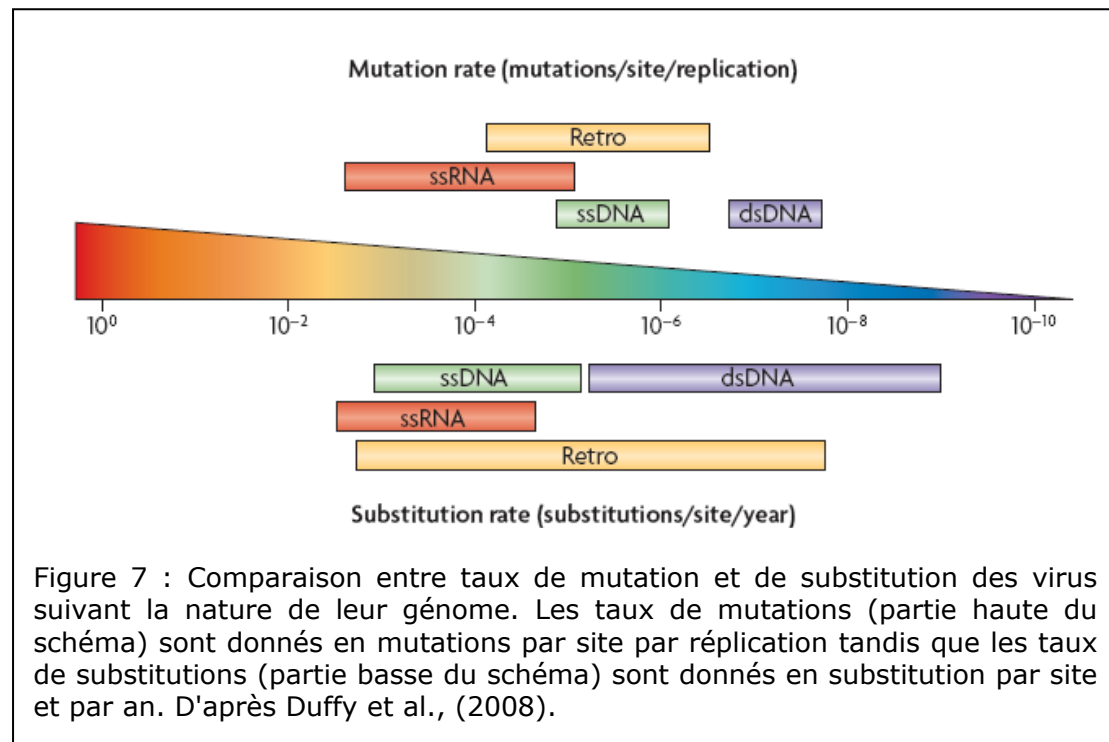 Mutation rate (mutations/site/replication)
Retro
ssRNA
ssDNA dsDNA
10⁰ 10⁻² 10⁻⁴ 10⁻⁶ 10⁻⁸ 10⁻¹⁰
ssDNA dsDNA
ssRNA
Retro
Substitution rate (substitutions/site/year)
Figure 7 : Comparaison entre taux de mutation et de substitution des virus
suivant la nature de leur génome. Les taux de mutations (partie haute du
schéma) sont donnés en mutations par site par réplication tandis que les taux
de substitutions (partie basse du schéma) sont donnés en substitution par site
et par an. D'après Duffy et al., (2008).